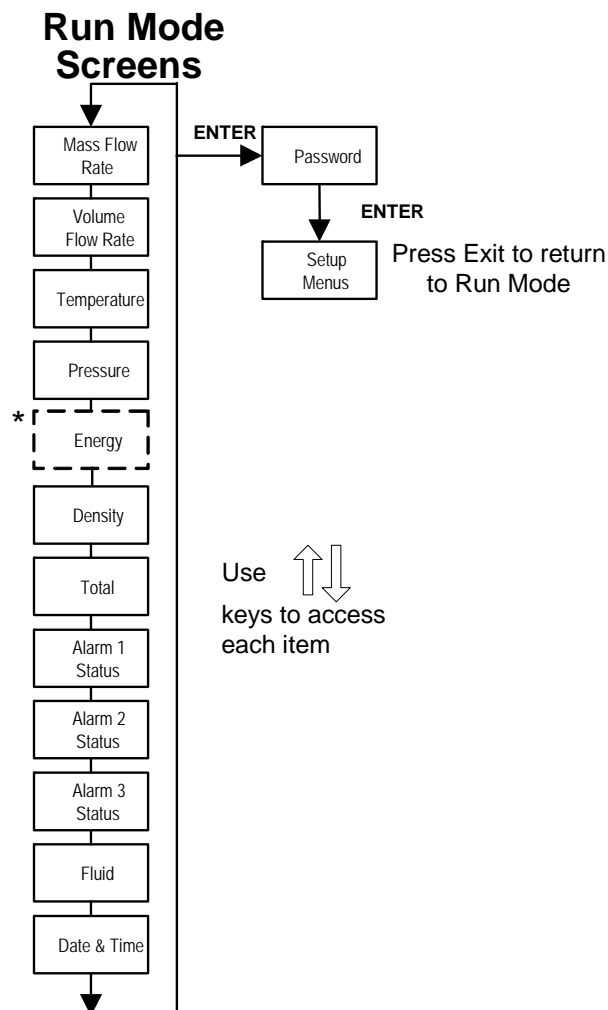 Run Mode
Screens
ENTER
Mass Flow
Rate
Password
ENTER
Volume
Flow Rate
Setup
Menus
Press Exit to return
to Run Mode
Temperature
Pressure
*
Energy
Density
Use
keys to access
each item
Total
Alarm 1
Status
Alarm 2
Status
Alarm 3
Status
Fluid
Date & Time